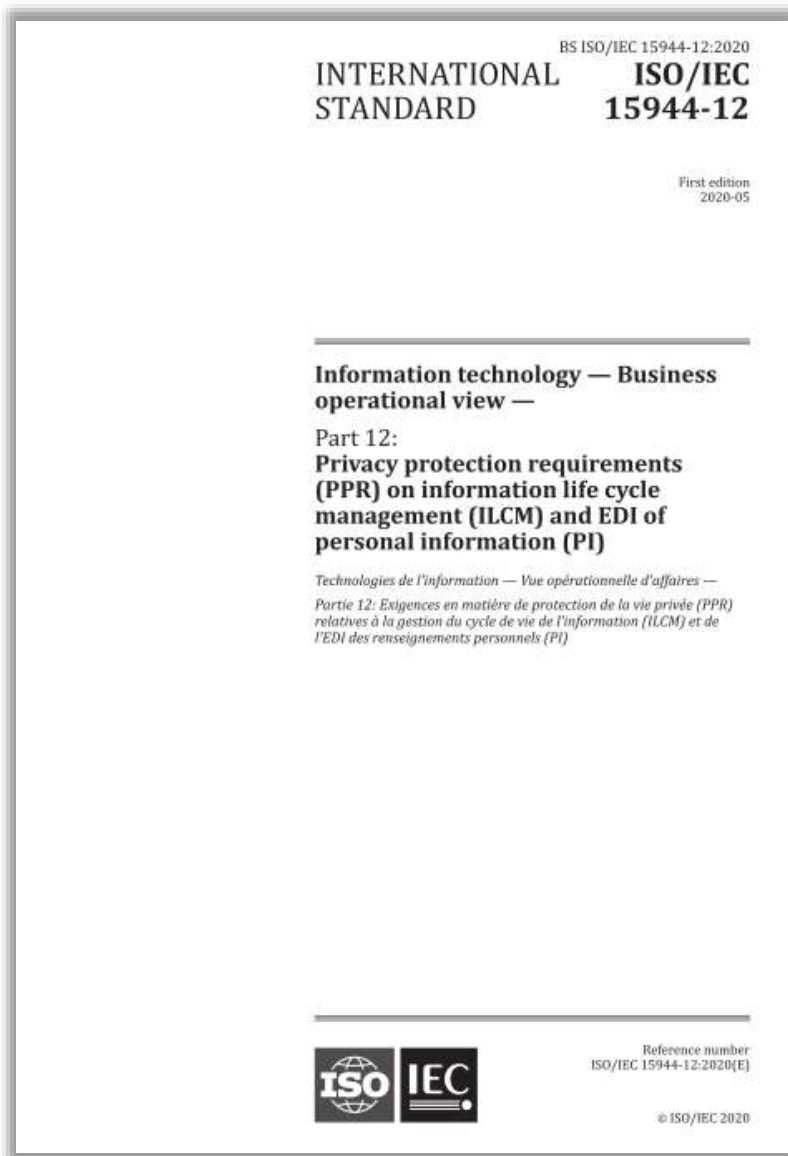 BS ISO/IEC 15944-12:2020
INTERNATIONAL STANDARD
ISO/IEC 15944-12
First edition
2020-05
Information technology — Business
operational view —
Part 12:
Privacy protection requirements
(PPR) on information life cycle
management (ILCM) and EDI of
personal information (PI)
Technologies de l'information — Vue opérationnelle d'affaires —
Partie 12: Exigences en matière de protection de la vie privée (PPR)
relatives à la gestion du cycle de vie de l'information (ILCM) et de
l'EDI des renseignements personnels (PI)
ISO
IEC
Reference number
ISO/IEC 15944-12:2020(E)
© ISO/IEC 2020